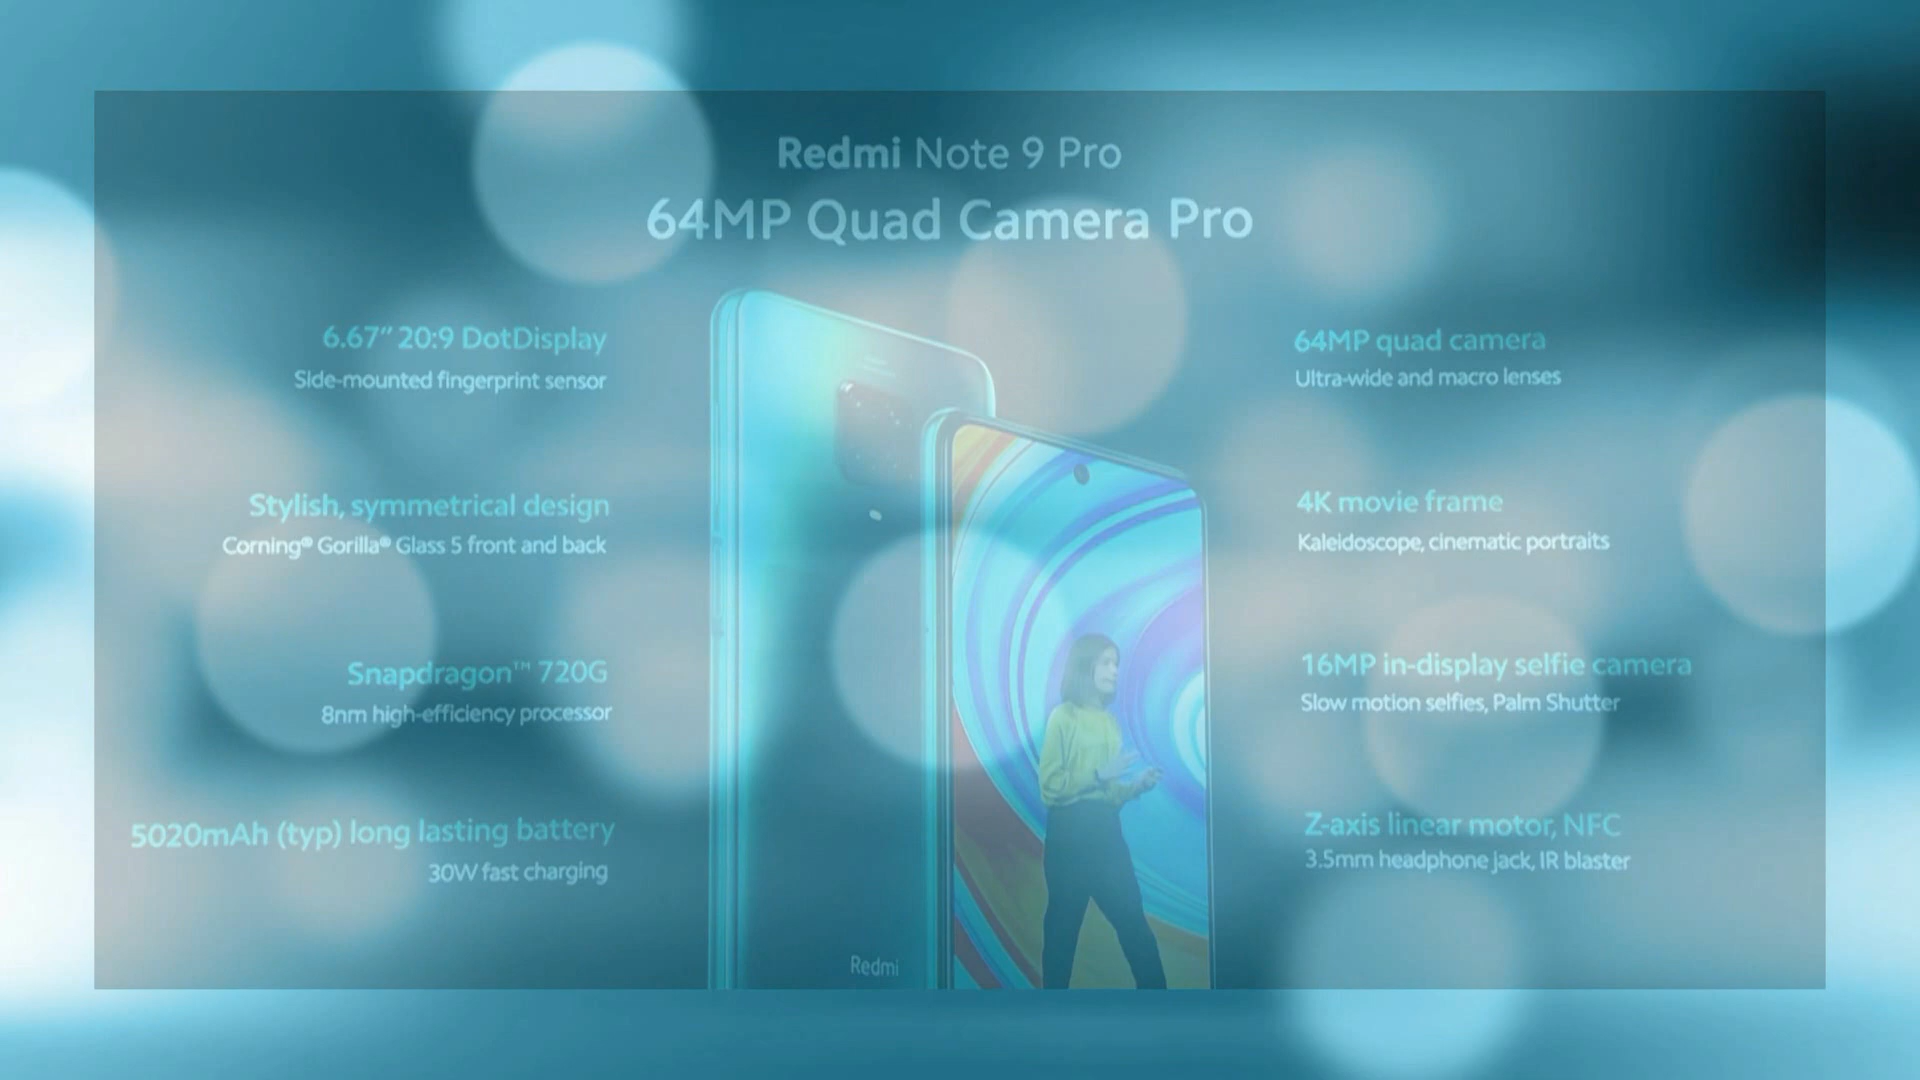 Redmi Note 9 Pro
64MP Quad Camera Pro
6.67” 20:9 DotDisplay
Side-mounted fingerprint sensor
Stylish, symmetrical design
Corning® Gorilla® Glass 5 front and back
Snapdragon™ 720G
8nm high-efficiency processor
5020mAh (typ) long lasting battery
30W fast charging
64MP quad camera
Ultra-wide and macro lenses
4K movie frame
Kaleidoscope, cinematic portraits
16MP in-display selfie camera
Slow motion selfies, Palm Shutter
Z-axis linear motor, NFC
3.5mm headphone jack, IR blaster
Redmi